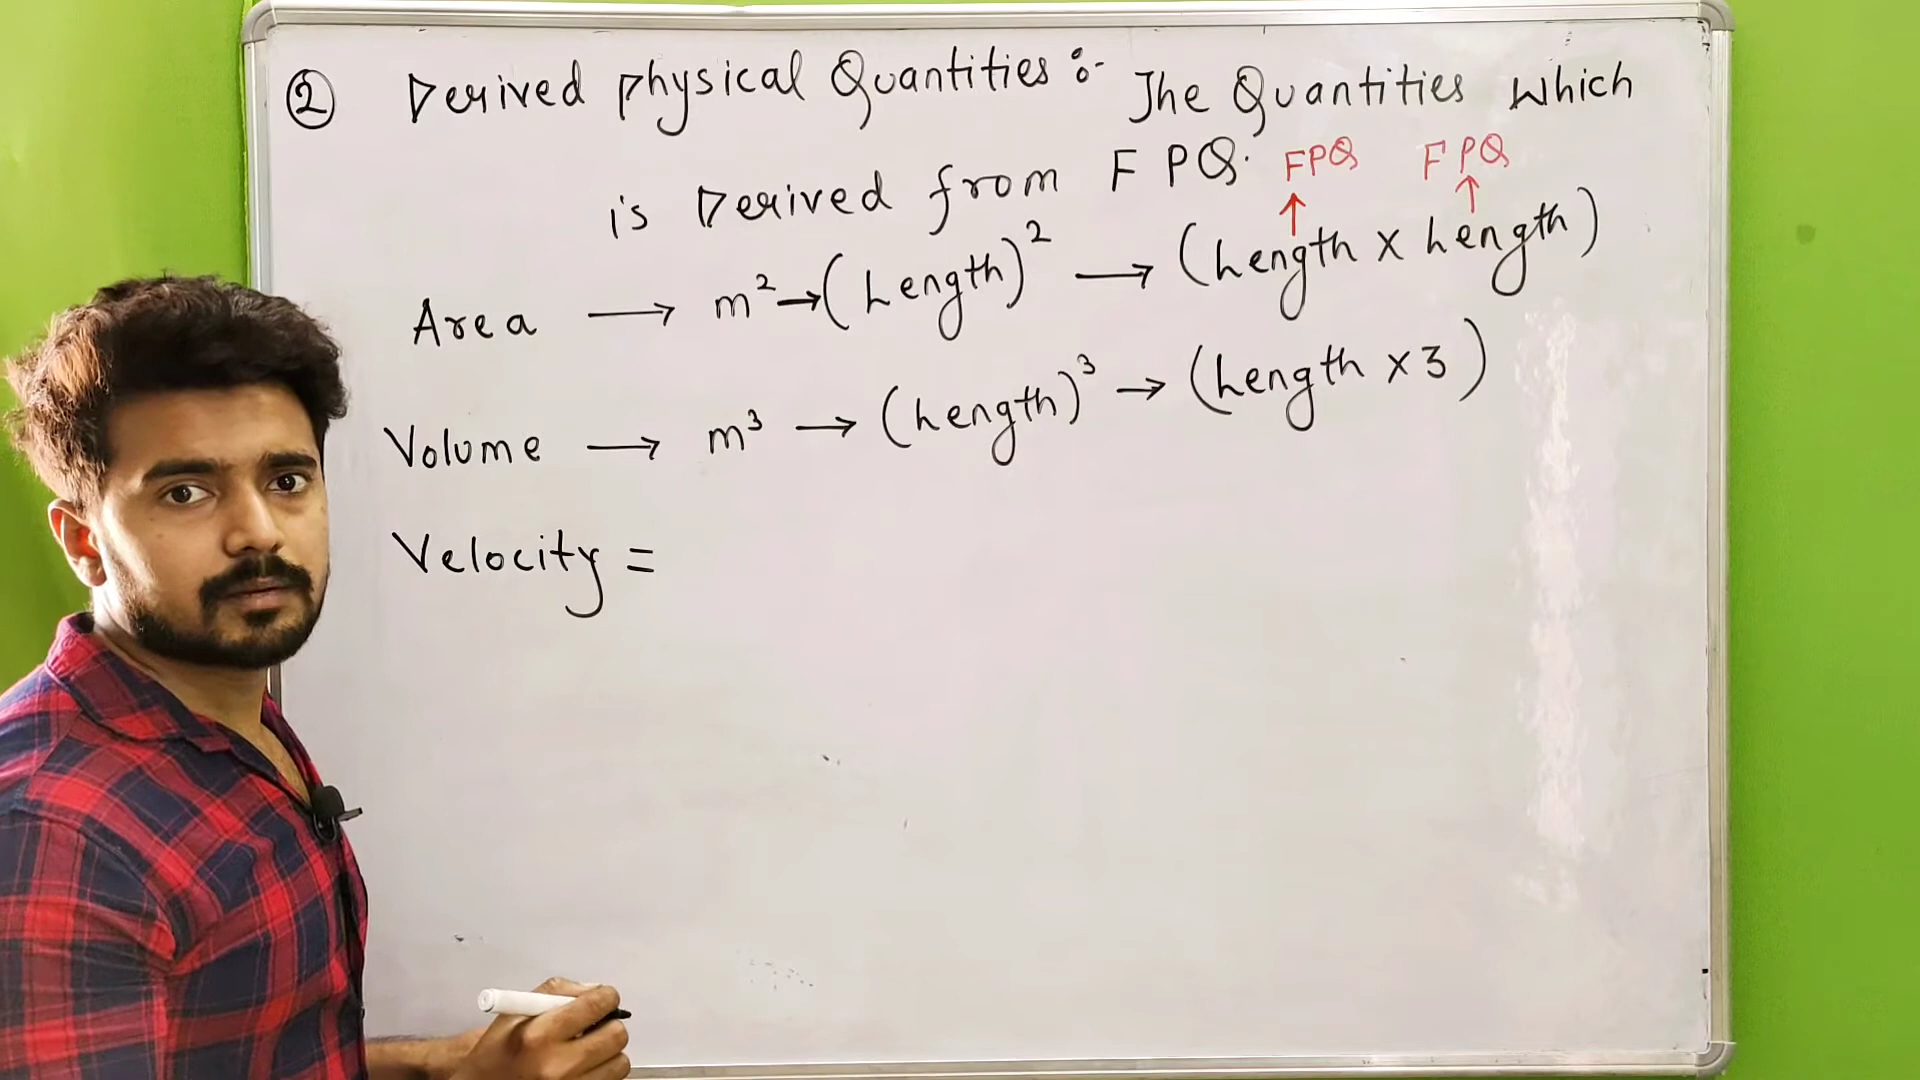 ② Derived physical Quantities :- The Quantities which
is Derived from FPQ.
FPQ FPQ
Area → m² → (Length)² → (Length x Length)
Volume → m³ → (Length)³ → (Length x 3)
Velocity =